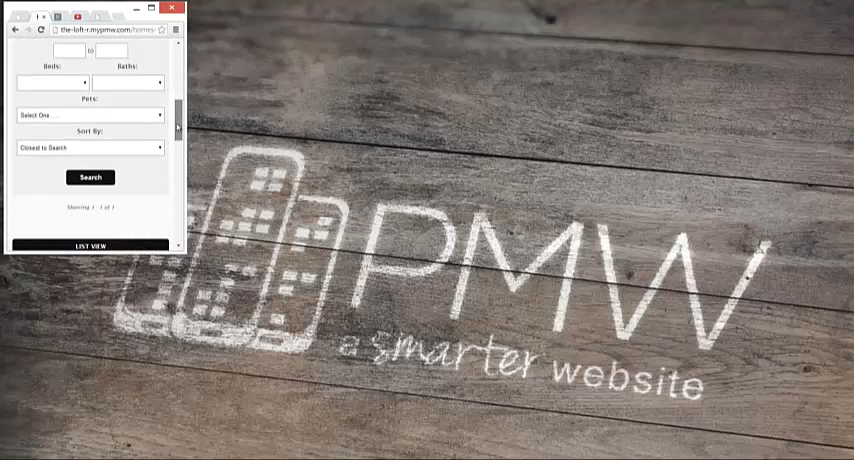 the-loft-r.mypmw.com/homes-
to
Beds: Baths:
Pets:
Select One....
Sort By:
Closest to Search
Search
Showing 1 - 1 of 1
LIST VIEW
PMW
a smarter website